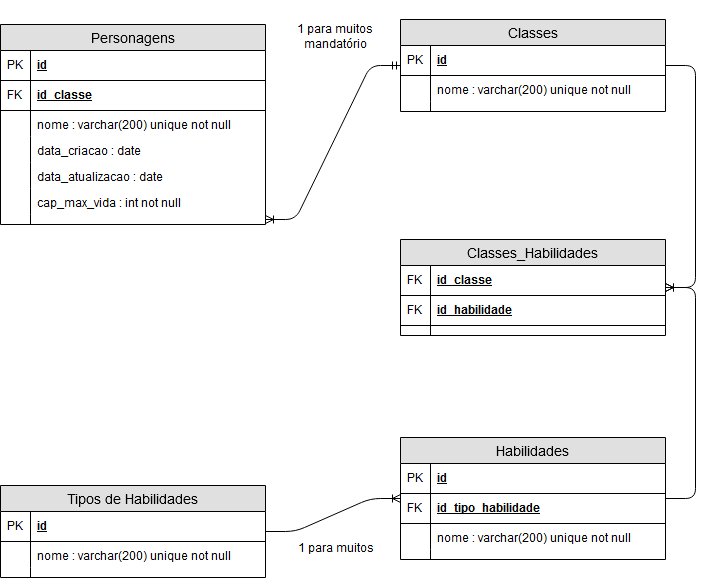 Personagens
PK id
FK id_classe
nome : varchar(200) unique not null
data_criacao : date
data_atualizacao : date
cap_max_vida : int not null
1 para muitos
mandatório
Classes
PK id
nome : varchar(200) unique not null
Classes_Habilidades
FK id_classe
FK id_habilidade
Habilidades
PK id
FK id_tipo_habilidade
nome : varchar(200) unique not null
Tipos de Habilidades
PK id
nome : varchar(200) unique not null
1 para muitos